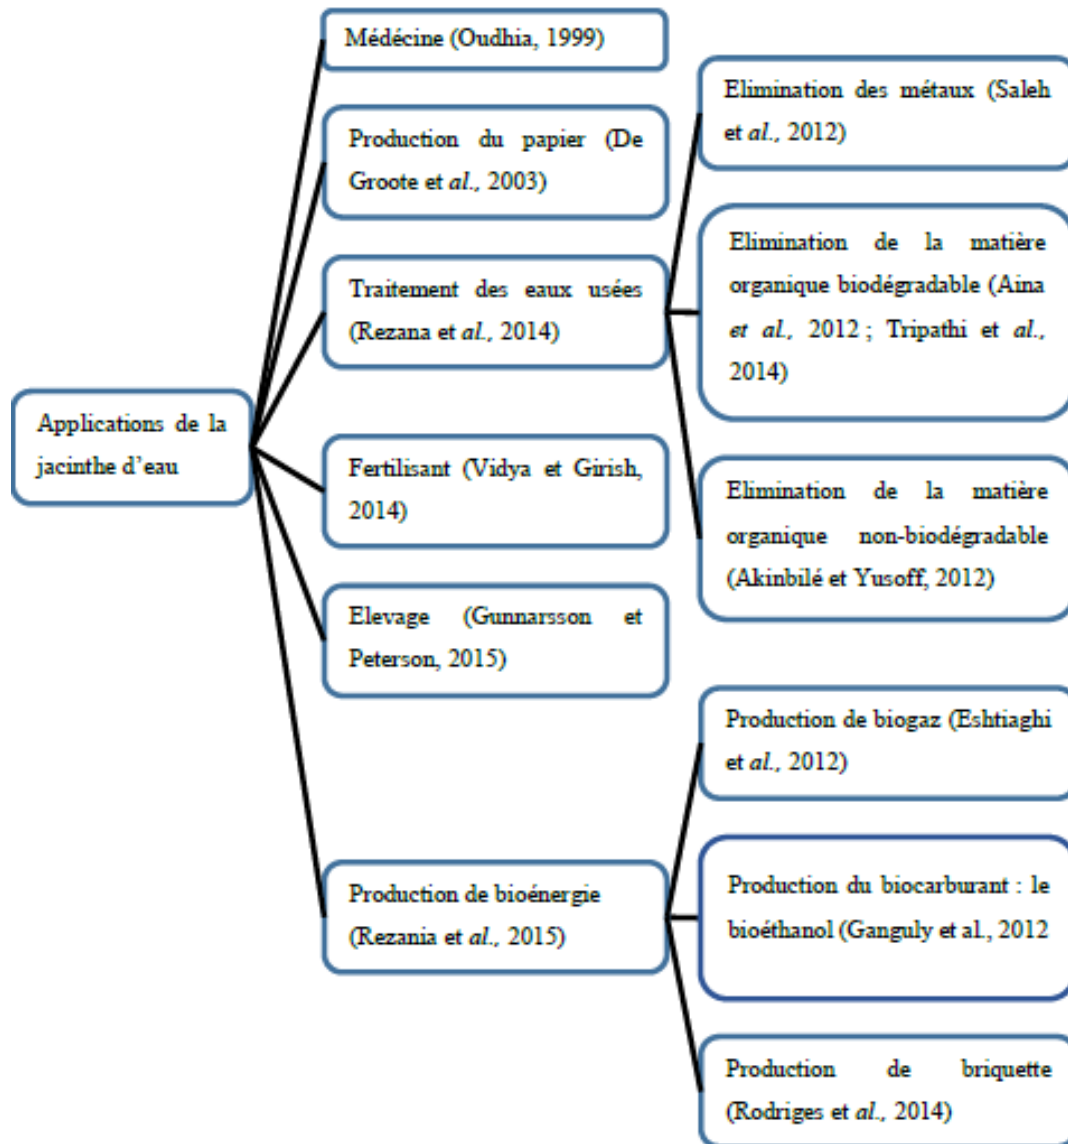 Médécine (Oudhia, 1999)
Production du papier (De
Groote et al., 2003)
Traitement des eaux usées
(Rezana et al., 2014)
Elimination des métaux (Saleh
et al., 2012)
Elimination de la matière
organique biodégradable (Aina
et al., 2012 ; Tripathi et al.,
2014)
Elimination de la matière
organique non-biodégradable
(Akinbilé et Yusoff, 2012)
Applications de la
jacinthe d’eau
Fertilisant (Vidya et Girish,
2014)
Elevage (Gunnarsson et
Peterson, 2015)
Production de bioénergie
(Rezania et al., 2015)
Production de biogaz (Eshtiaghi
et al., 2012)
Production du biocarburant : le
bioéthanol (Ganguly et al., 2012
Production de briquette
(Rodriges et al., 2014)